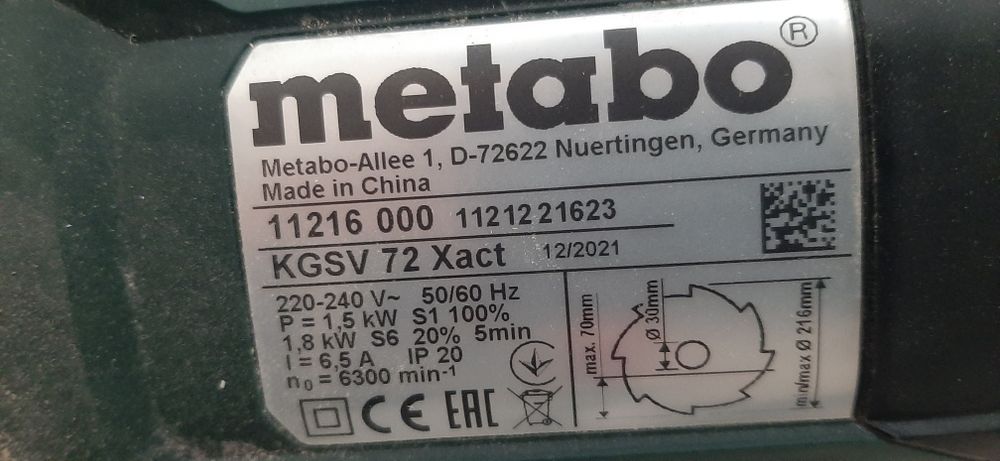 metabo®
Metabo-Allee 1, D-72622 Nuertingen, Germany
Made in China
11216 000 1121221623
KGSV 72 Xact 12/2021
220-240 V~ 50/60 Hz
P = 1,5 kW S1 100%
1,8 kW S6 20% 5min
I = 6,5 A IP 20
n₀ = 6300 min⁻¹
CE EAC
max. 70mm
Ø 30mm
min/max Ø 216mm